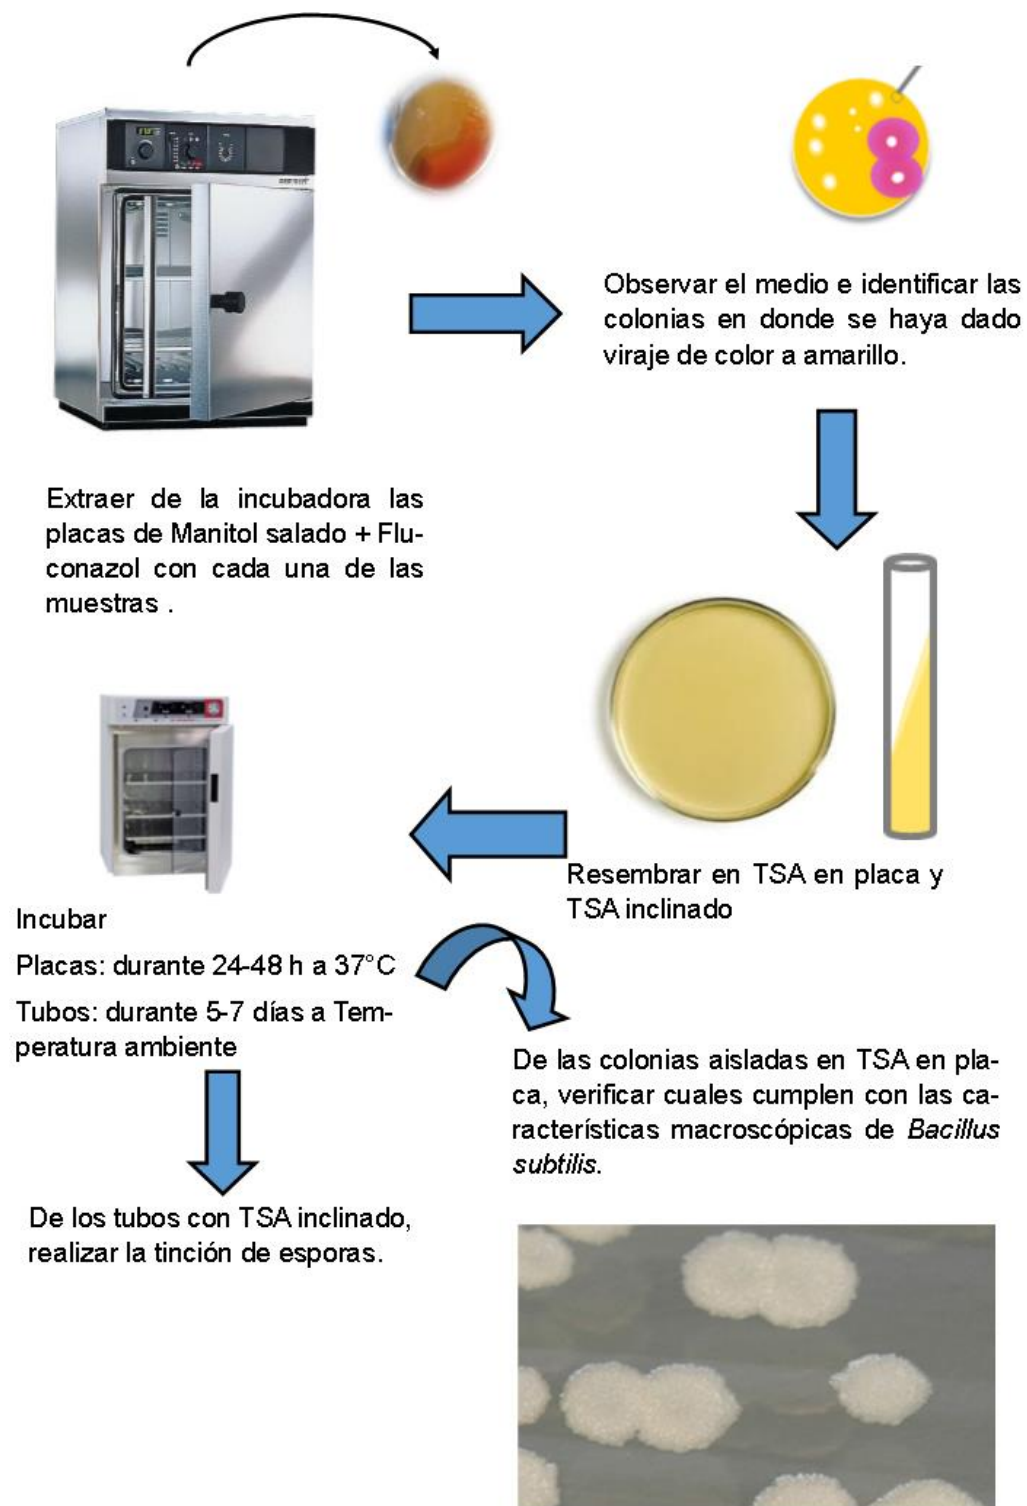 Observar el medio e identificar las
colonias en donde se haya dado
viraje de color a amarillo.
Extraer de la incubadora las
placas de Manitol salado + Flu-
conazol con cada una de las
muestras .
Resembrar en TSA en placa y
TSA inclinado
Incubar
Placas: durante 24-48 h a 37°C
Tubos: durante 5-7 días a Tem-
peratura ambiente
De las colonias aisladas en TSA en pla-
ca, verificar cuales cumplen con las ca-
racterísticas macroscópicas de Bacillus
subtilis.
De los tubos con TSA inclinado,
realizar la tinción de esporas.